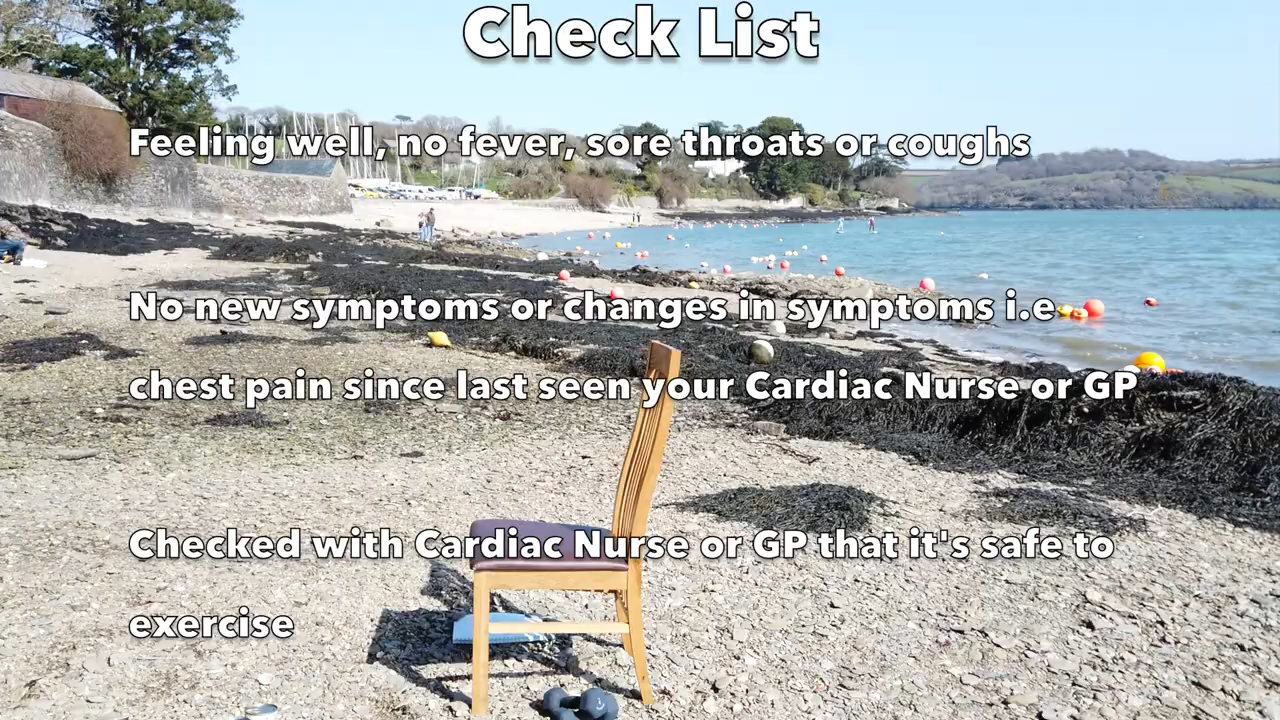 Check List
Feeling well, no fever, sore throats or coughs
No new symptoms or changes in symptoms i.e
chest pain since last seen your Cardiac Nurse or GP
Checked with Cardiac Nurse or GP that it's safe to
exercise